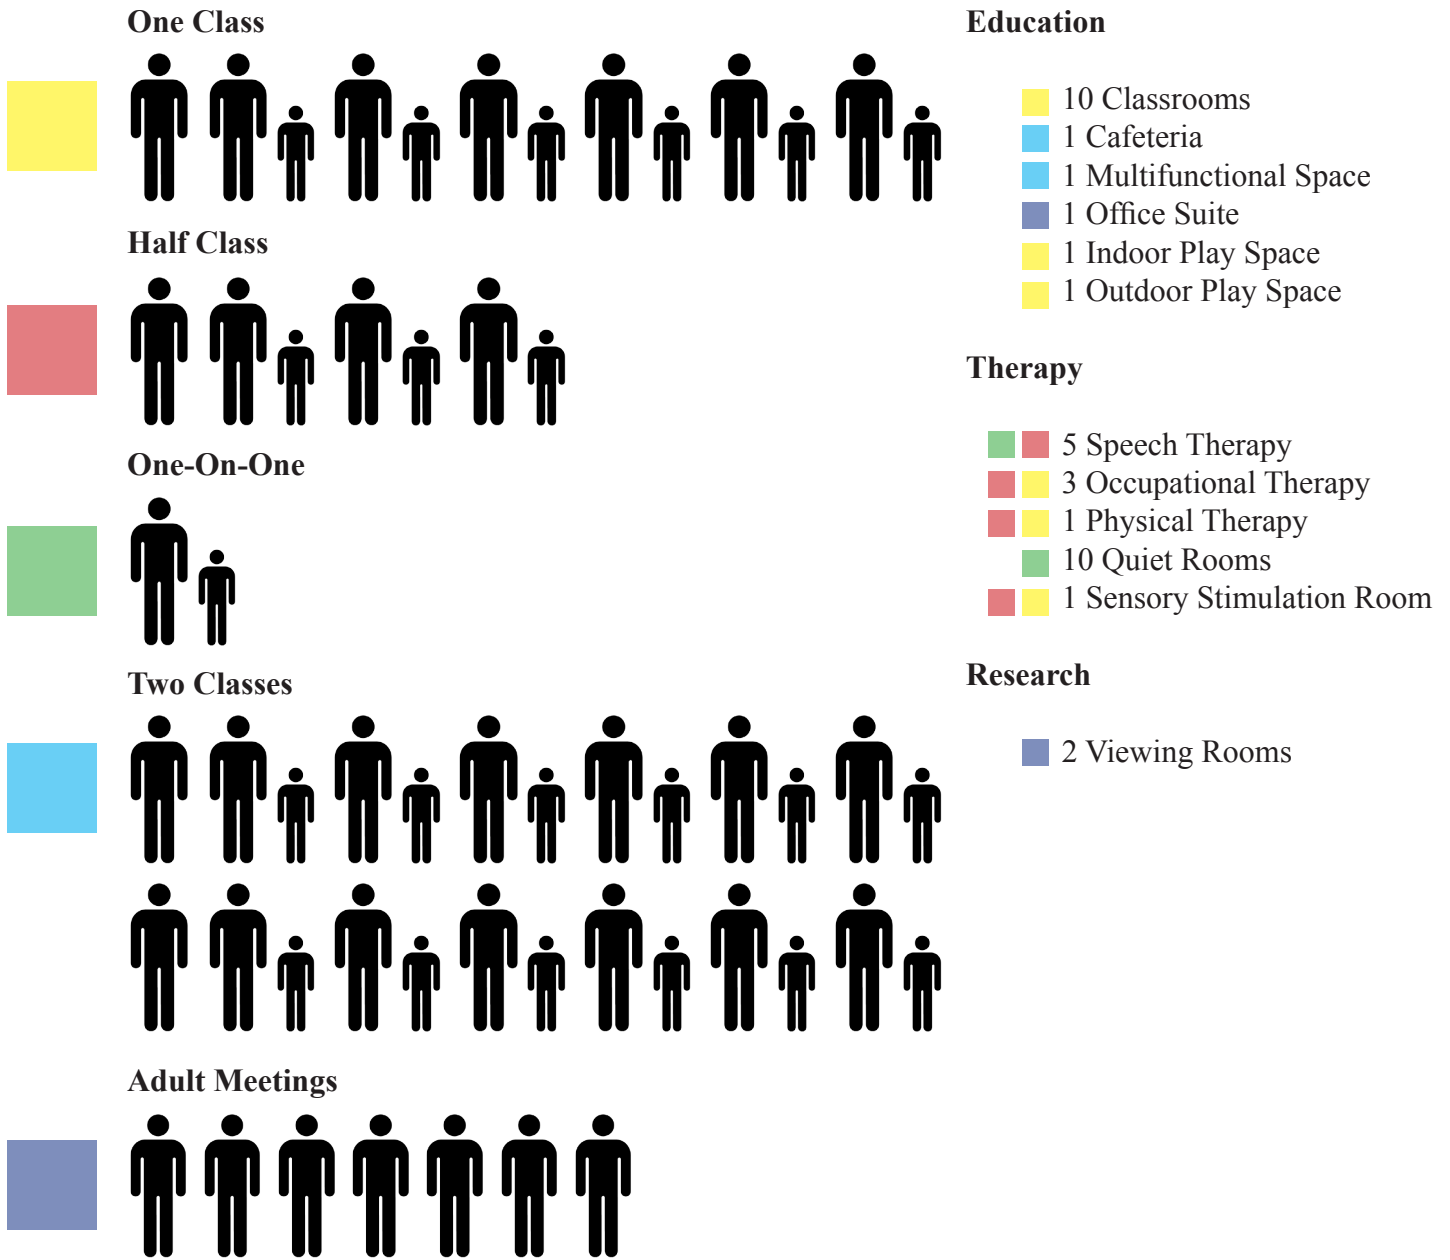 One Class
Half Class
One-On-One
Two Classes
Adult Meetings
Education
10 Classrooms
1 Cafeteria
1 Multifunctional Space
1 Office Suite
1 Indoor Play Space
1 Outdoor Play Space
Therapy
5 Speech Therapy
3 Occupational Therapy
1 Physical Therapy
10 Quiet Rooms
1 Sensory Stimulation Room
Research
2 Viewing Rooms